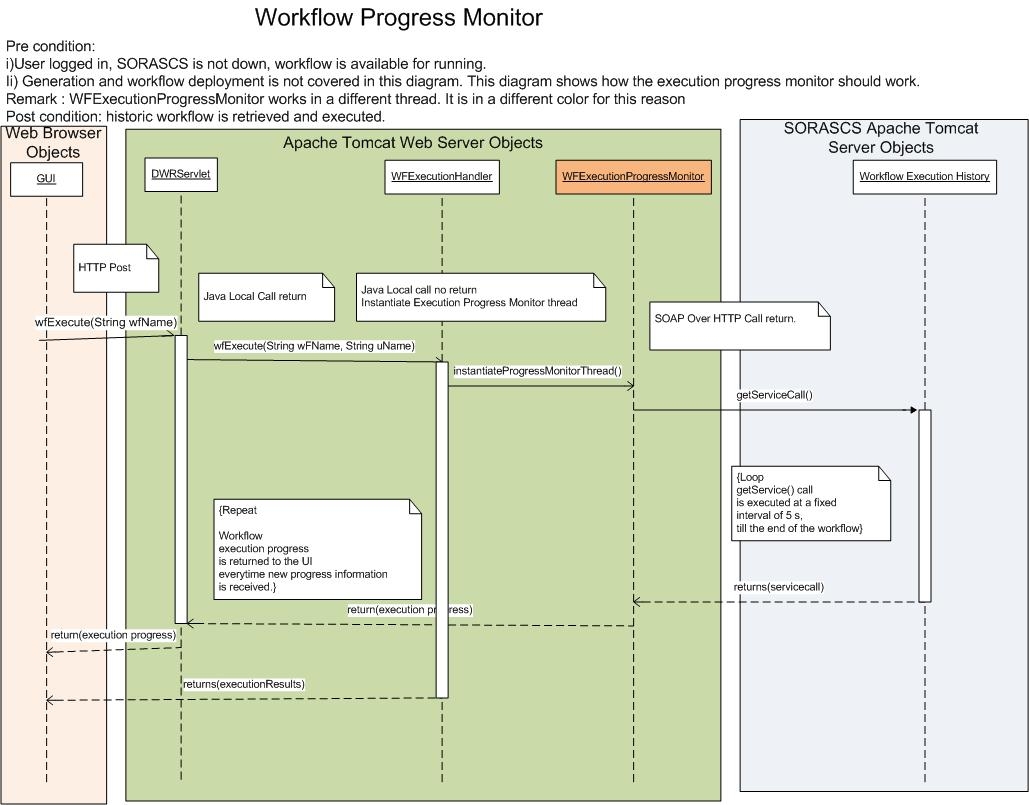 Workflow Progress Monitor
Pre condition:
i)User logged in, SORASCS is not down, workflow is available for running.
Ii) Generation and workflow deployment is not covered in this diagram. This diagram shows how the execution progress monitor should work.
Remark : WFExecutionProgressMonitor works in a different thread. It is in a different color for this reason
Post condition: historic workflow is retrieved and executed.
Web Browser
Objects
Apache Tomcat Web Server Objects
SORASCS Apache Tomcat
Server Objects
GUI
DWRServlet
WFExecutionHandler
WFExecutionProgressMonitor
Workflow Execution History
HTTP Post
Java Local Call return
Java Local call no return
Instantiate Execution Progress Monitor thread
SOAP Over HTTP Call return.
wfExecute(String wfName)
wfExecute(String wFName, String uName)
instantiateProgressMonitorThread()
getServiceCall()
{Loop
getService() call
is executed at a fixed
interval of 5 s,
till the end of the workflow}
{Repeat
Workflow
execution progress
is returned to the UI
everytime new progress information
is received.}
returns(servicecall)
return(execution progress)
return(execution progress)
returns(executionResults)